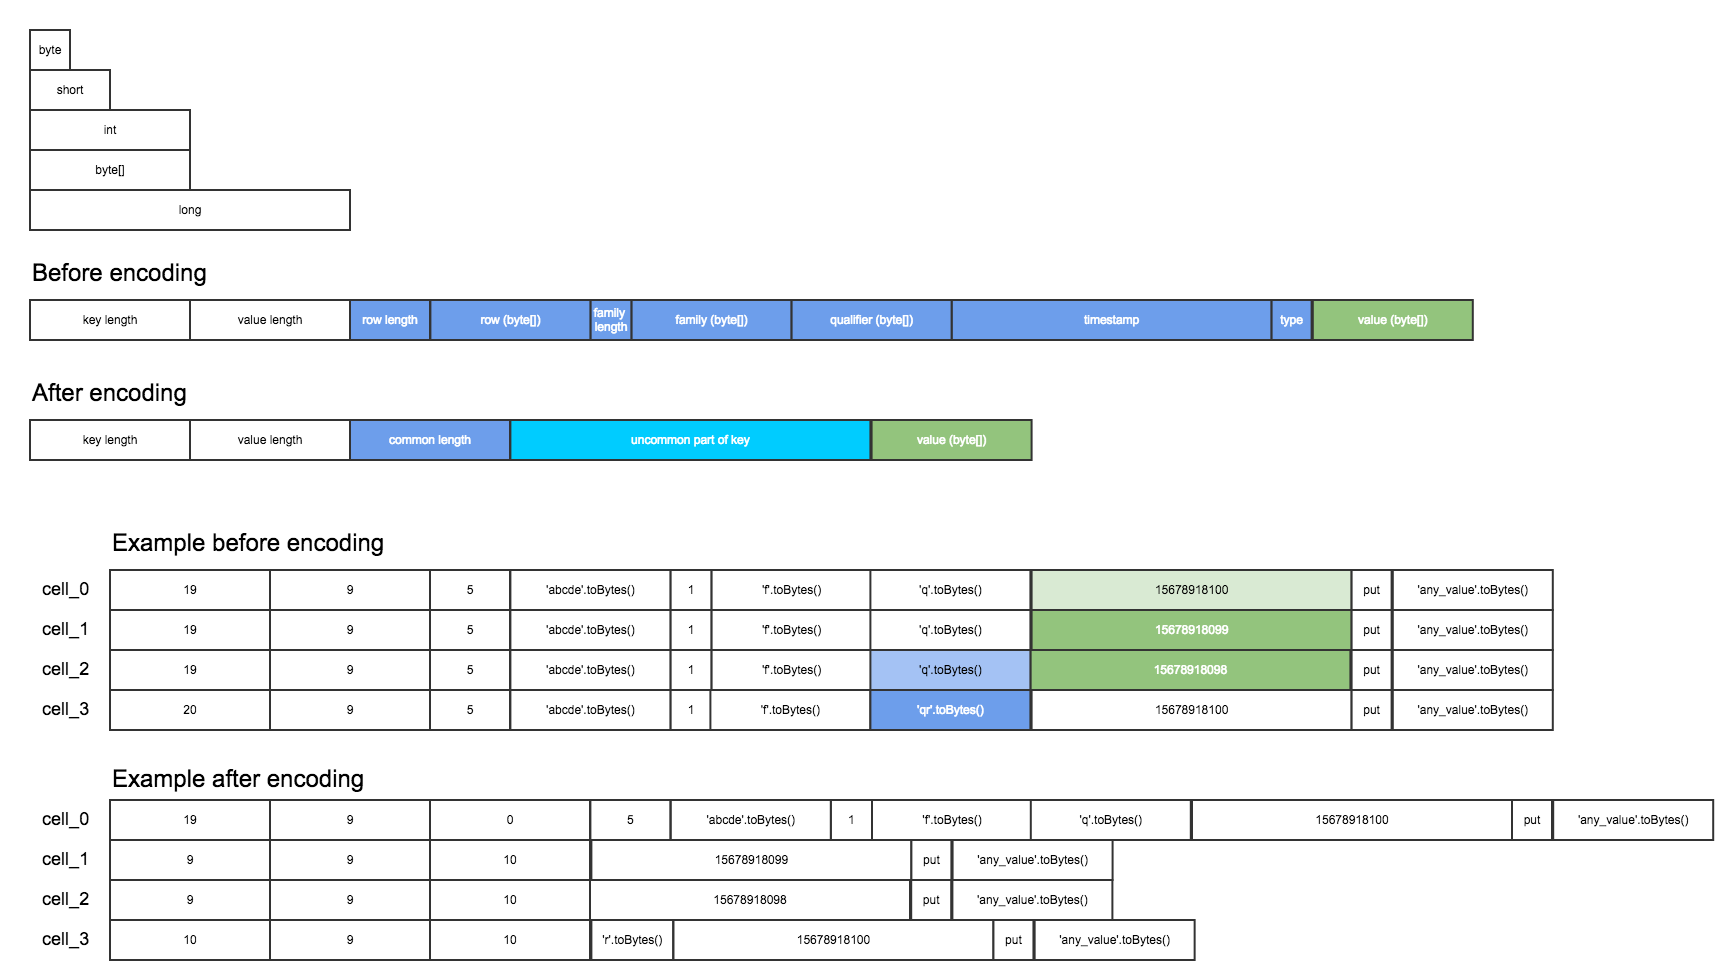 byte
short
int
byte[]
long
Before encoding
key length value length row length row (byte[]) family length family (byte[]) qualifier (byte[]) timestamp type value (byte[])
After encoding
key length value length common length uncommon part of key value (byte[])
Example before encoding
cell_0 19 9 5 'abcde'.toBytes() 1 'f'.toBytes() 'q'.toBytes() 15678918100 put 'any_value'.toBytes()
cell_1 19 9 5 'abcde'.toBytes() 1 'f'.toBytes() 'q'.toBytes() 15678918099 put 'any_value'.toBytes()
cell_2 19 9 5 'abcde'.toBytes() 1 'f'.toBytes() 'q'.toBytes() 15678918098 put 'any_value'.toBytes()
cell_3 20 9 5 'abcde'.toBytes() 1 'f'.toBytes() 'qr'.toBytes() 15678918100 put 'any_value'.toBytes()
Example after encoding
cell_0 19 9 0 5 'abcde'.toBytes() 1 'f'.toBytes() 'q'.toBytes() 15678918100 put 'any_value'.toBytes()
cell_1 9 9 10 15678918099 put 'any_value'.toBytes()
cell_2 9 9 10 15678918098 put 'any_value'.toBytes()
cell_3 10 9 10 'r'.toBytes() 15678918100 put 'any_value'.toBytes()